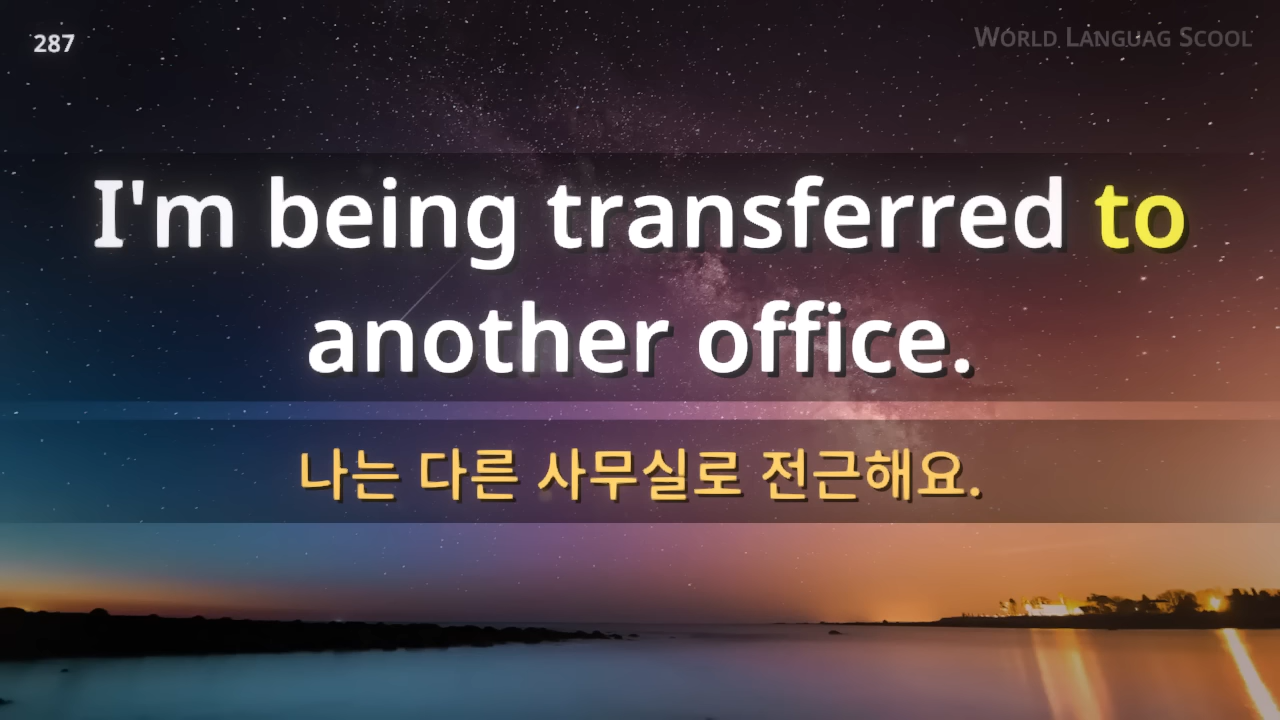 287
WORLD LANGUAG SCOOL
I'm being transferred to
another office.
나는 다른 사무실로 전근해요.